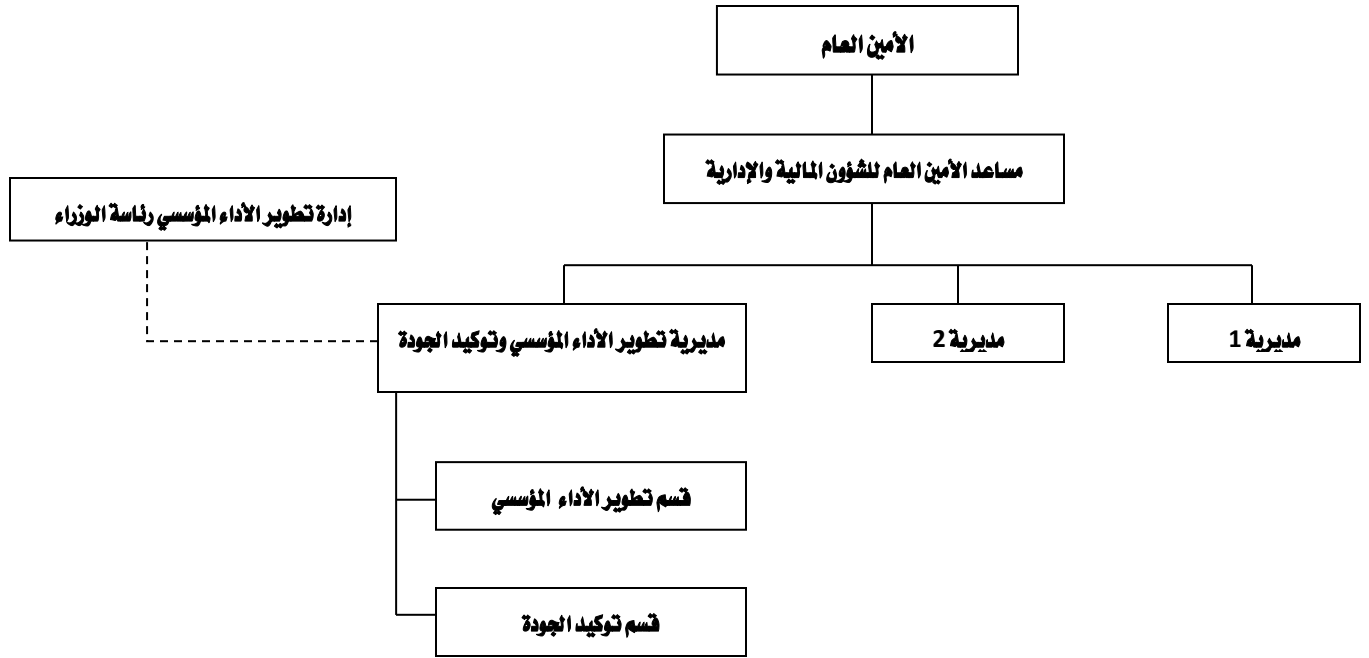 الأمين العام
مساعد الأمين العام للشؤون المالية والإدارية
إدارة تطوير الأداء المؤسسي رئاسة الوزراء
مديرية 1
مديرية 2
مديرية تطوير الأداء المؤسسي وتوكيد الجودة
قسم تطوير الأداء المؤسسي
قسم توكيد الجودة